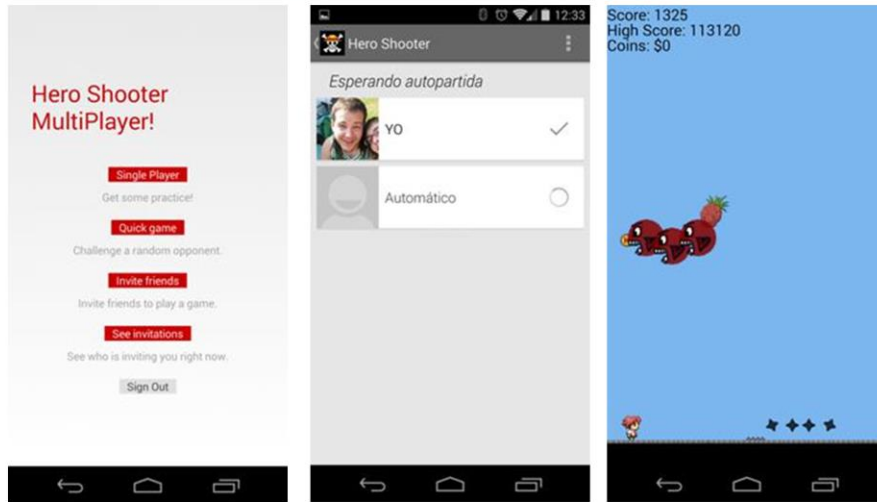 Hero Shooter
MultiPlayer!
Single Player
Get some practice!
Quick game
Challenge a random opponent.
Invite friends
Invite friends to play a game.
See invitations
See who is inviting you right now.
Sign Out
12:33
Hero Shooter
Esperando autopartida
YO
Automático
Score: 1325
High Score: 113120
Coins: $0